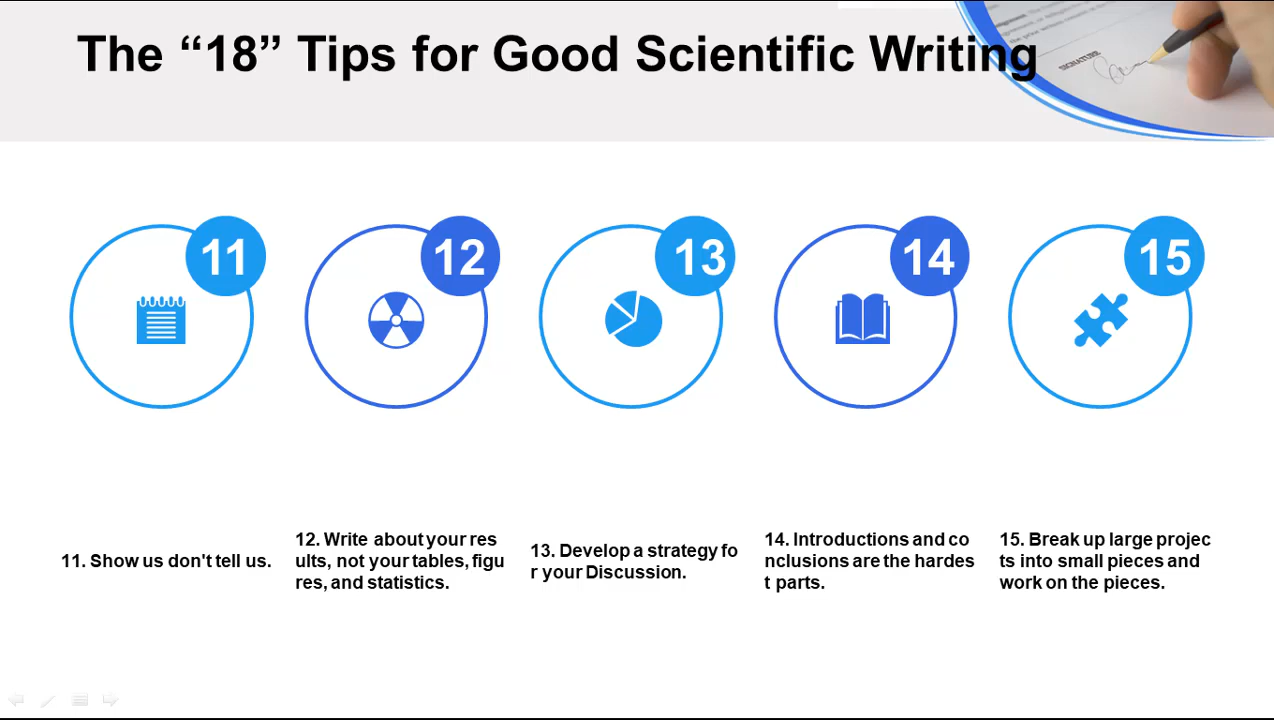 The “18” Tips for Good Scientific Writing
SIGNATURE
11
12
13
14
15
11. Show us don't tell us.
12. Write about your res
ults, not your tables, figu
res, and statistics.
13. Develop a strategy fo
r your Discussion.
14. Introductions and co
nclusions are the hardes
t parts.
15. Break up large projec
ts into small pieces and
work on the pieces.